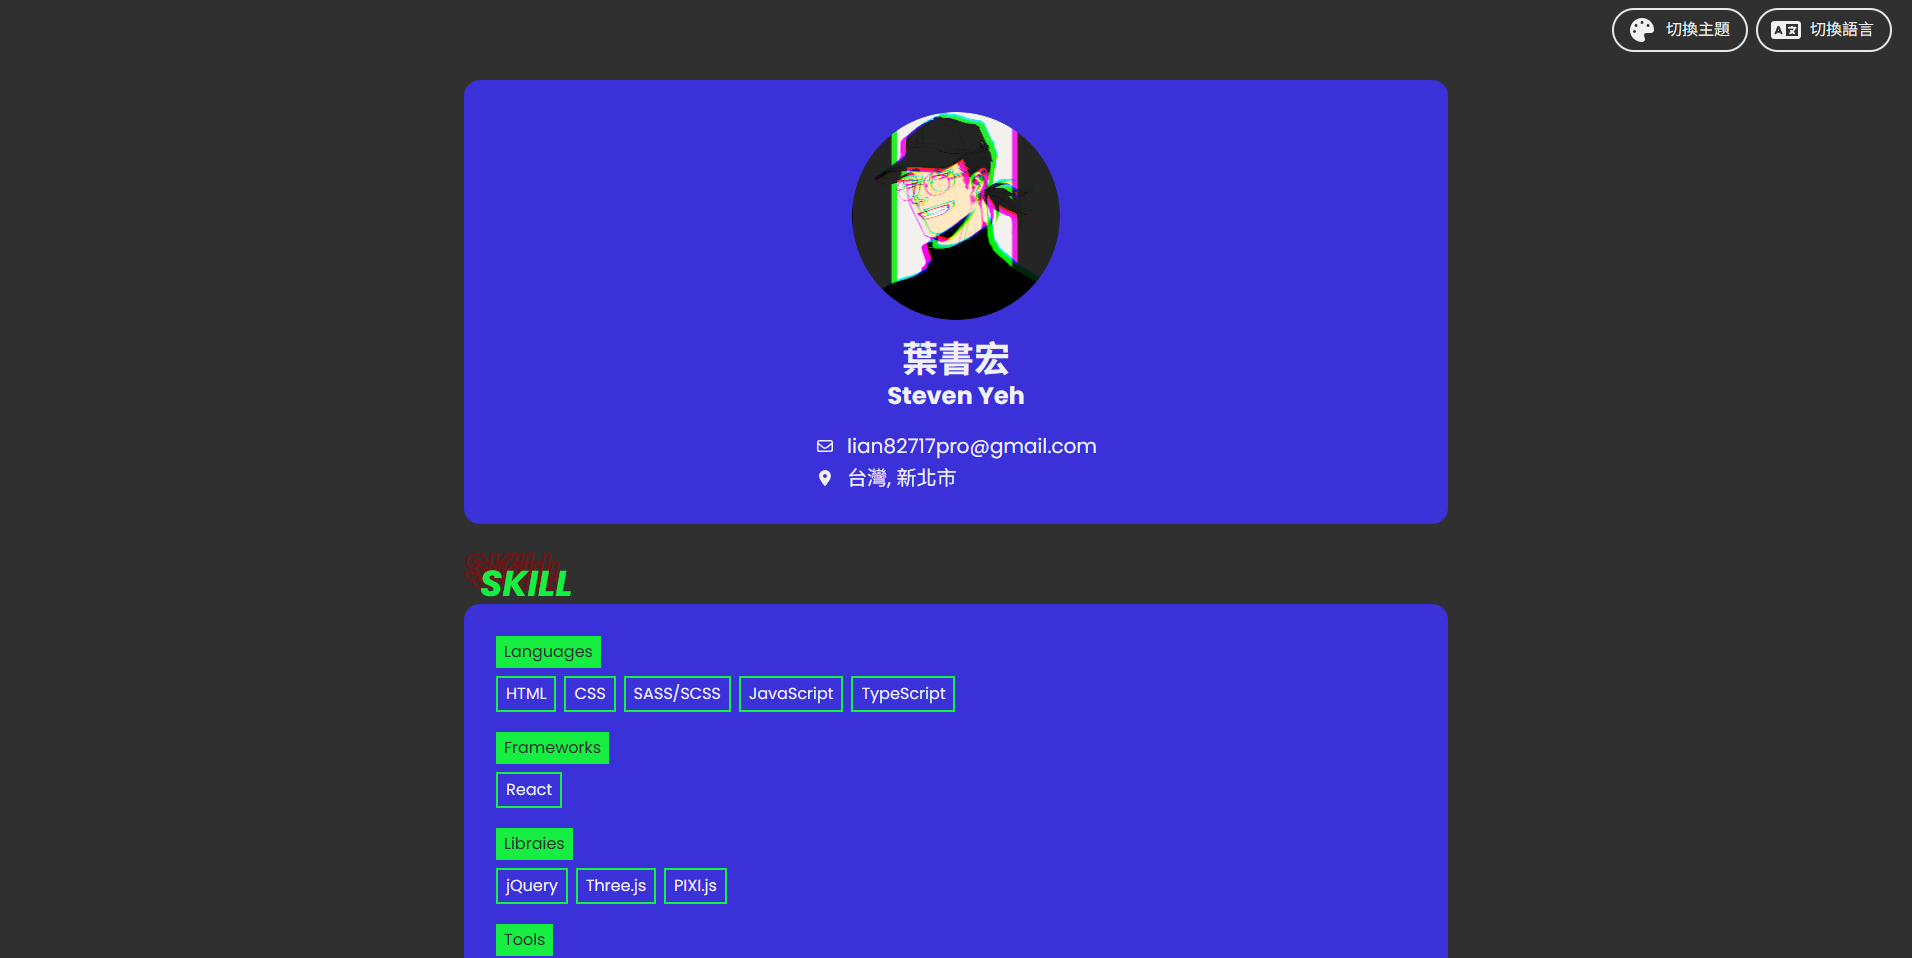 切換主題 切換語言
葉書宏
Steven Yeh
lian82717pro@gmail.com
台灣, 新北市
SKILL
Languages
HTML CSS SASS/SCSS JavaScript TypeScript
Frameworks
React
Libraies
jQuery Three.js PIXI.js
Tools